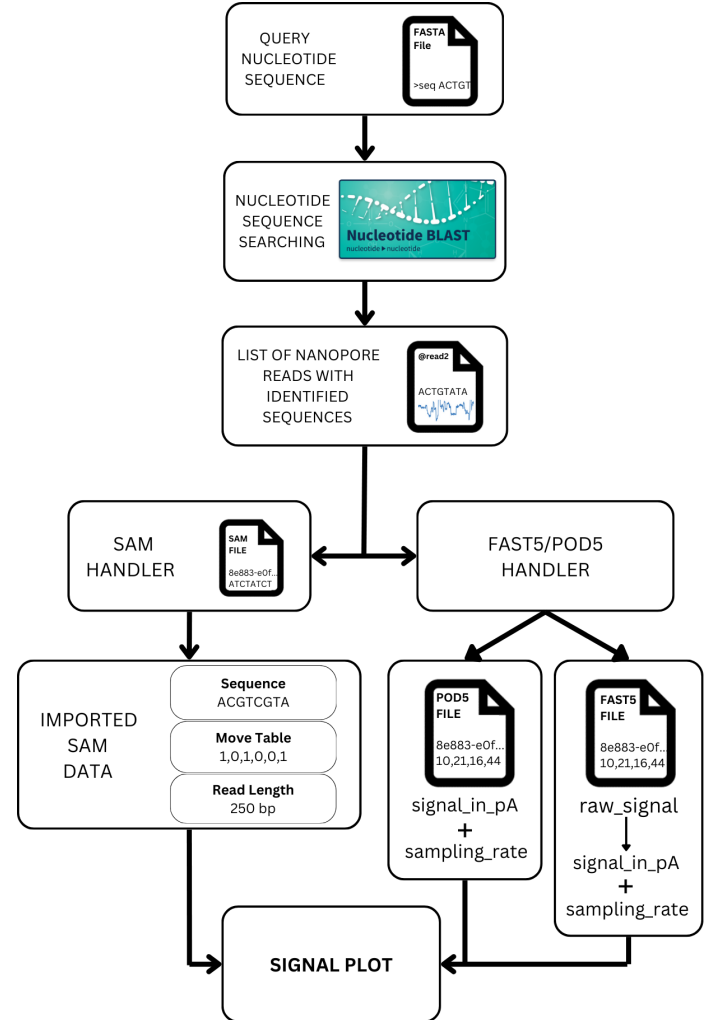 QUERY
NUCLEOTIDE
SEQUENCE
FASTA
File
>seq ACTGT
NUCLEOTIDE
SEQUENCE
SEARCHING
Nucleotide BLAST
nucleotide ▶ nucleotide
LIST OF NANOPORE
READS WITH
IDENTIFIED
SEQUENCES
@read2
ACTGTATA
SAM
HANDLER
SAM
FILE
8e883-e0f...
ATCTATCT
FAST5/POD5
HANDLER
IMPORTED
SAM
DATA
Sequence
ACGTCGTA
Move Table
1,0,1,0,0,1
Read Length
250 bp
POD5
FILE
8e883-e0f...
10,21,16,44
signal_in_pA
+
sampling_rate
FAST5
FILE
8e883-e0f...
10,21,16,44
raw_signal
signal_in_pA
+
sampling_rate
SIGNAL PLOT